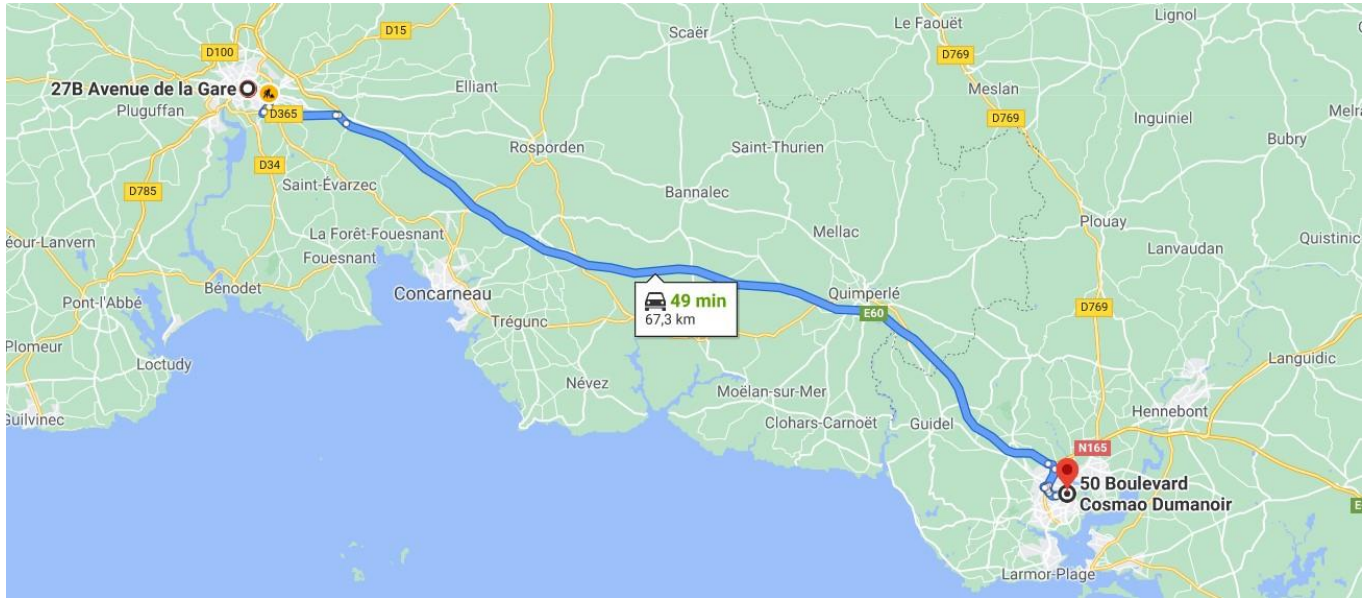 Lignol
Le Faouët
D15
Scaër
D100
D769
27B Avenue de la Gare
Elliant
Meslan
Pluguffan
D365
D769
Inguiniel
Bubry
Rosporden
Saint-Thurien
D34
Saint-Évarzec
D785
Bannalec
Plouay
La Forêt-Fouesnant
Mellac
Lanvaudan
Quistinic
éour-Lanvern
Fouesnant
Bénodet
Concarneau
49 min
67,3 km
Quimperlé
E60
Pont-l'Abbé
D769
Trégunc
Plomeur
Loctudy
Languidic
Névez
Moëlan-sur-Mer
Hennebont
Guilvinec
Clohars-Carnoët
Guidel
N165
50 Boulevard
Cosmao Dumanoir
Larmor-Plage